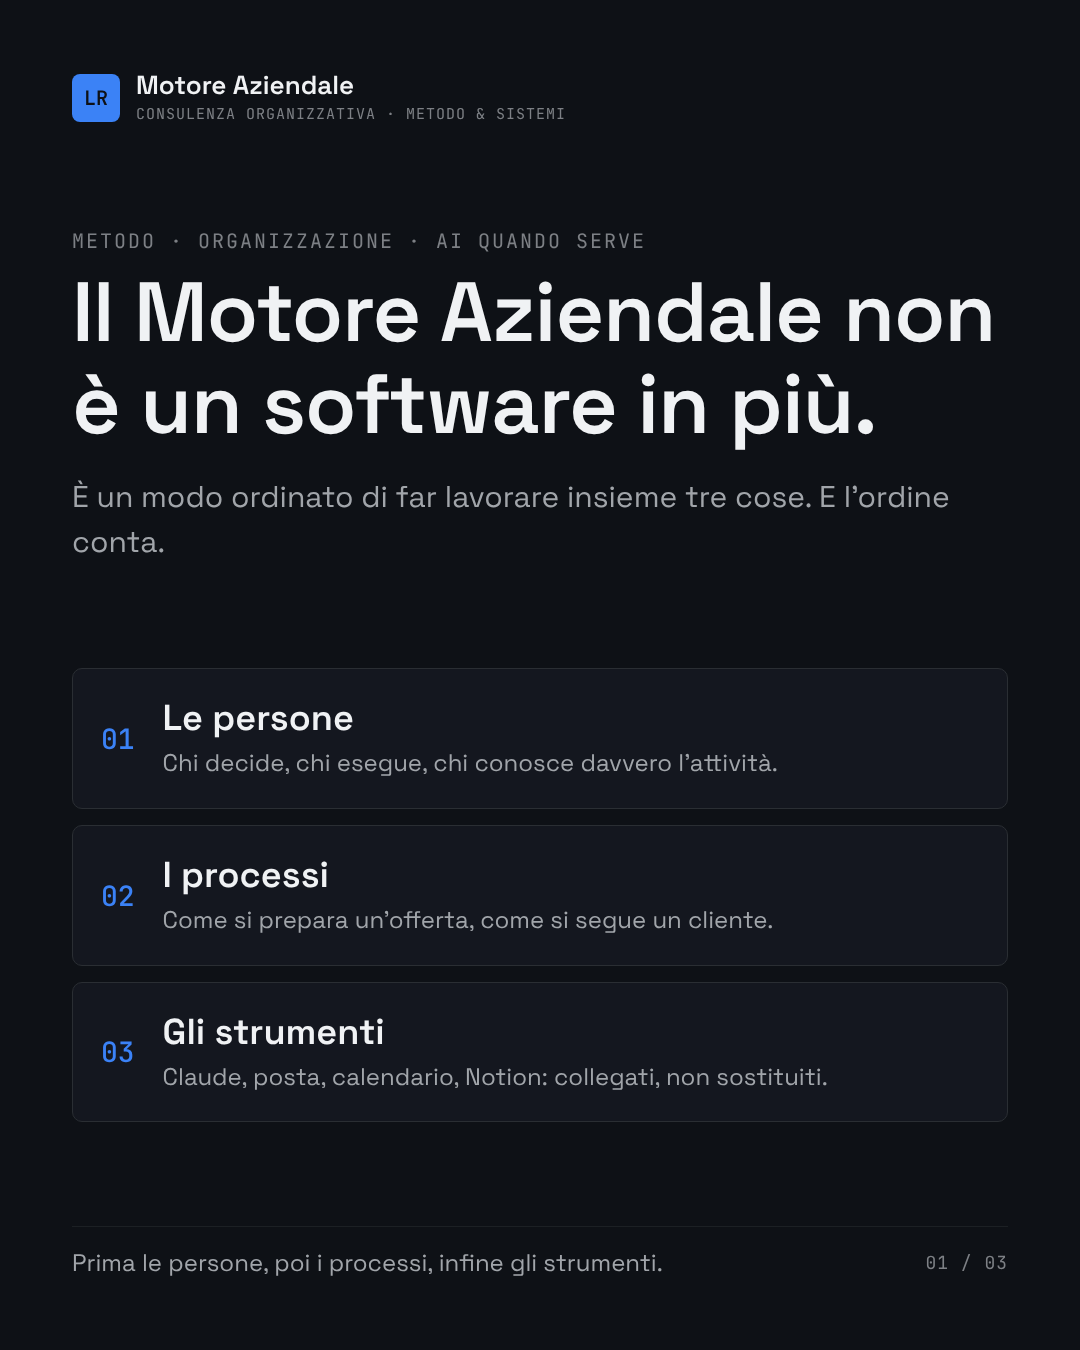 LR
Motore Aziendale
CONSULENZA ORGANIZZATIVA · METODO & SISTEMI
METODO · ORGANIZZAZIONE · AI QUANDO SERVE
Il Motore Aziendale non
è un software in più.
È un modo ordinato di far lavorare insieme tre cose. E l’ordine
conta.
01
Le persone
Chi decide, chi esegue, chi conosce davvero l’attività.
02
I processi
Come si prepara un’offerta, come si segue un cliente.
03
Gli strumenti
Claude, posta, calendario, Notion: collegati, non sostituiti.
Prima le persone, poi i processi, infine gli strumenti.
01 / 03